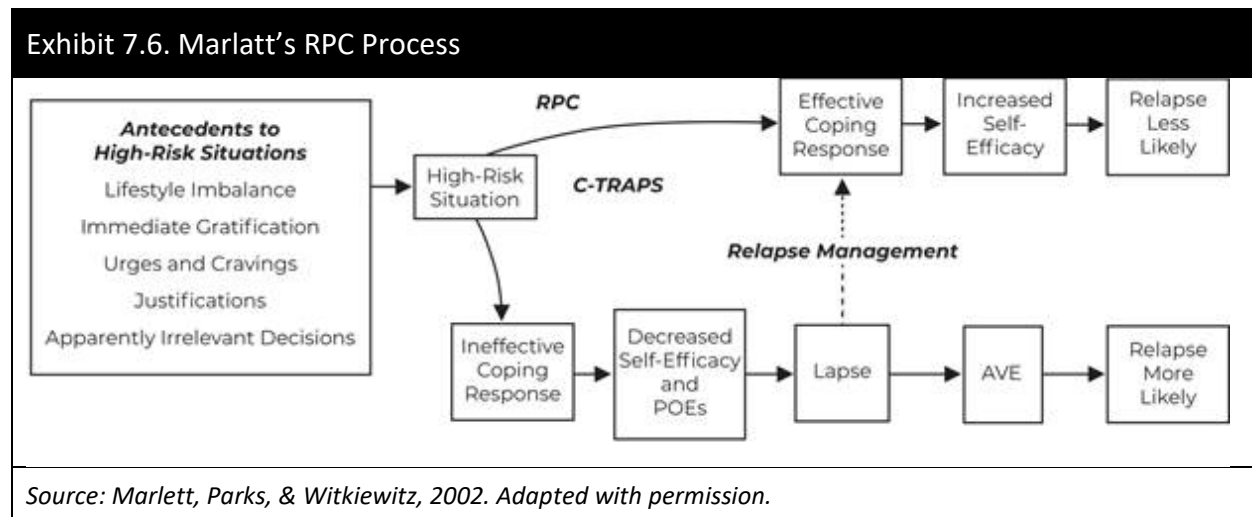 Exhibit 7.6. Marlatt’s RPC Process
Antecedents to
High-Risk Situations
Lifestyle Imbalance
Immediate Gratification
Urges and Cravings
Justifications
Apparently Irrelevant Decisions
High-Risk
Situation
RPC
C-TRAPS
Effective
Coping
Response
Increased
Self-
Efficacy
Relapse
Less
Likely
Relapse Management
Ineffective
Coping
Response
Decreased
Self-Efficacy
and
POEs
Lapse
AVE
Relapse
More
Likely
Source: Marlett, Parks, & Witkiewitz, 2002. Adapted with permission.